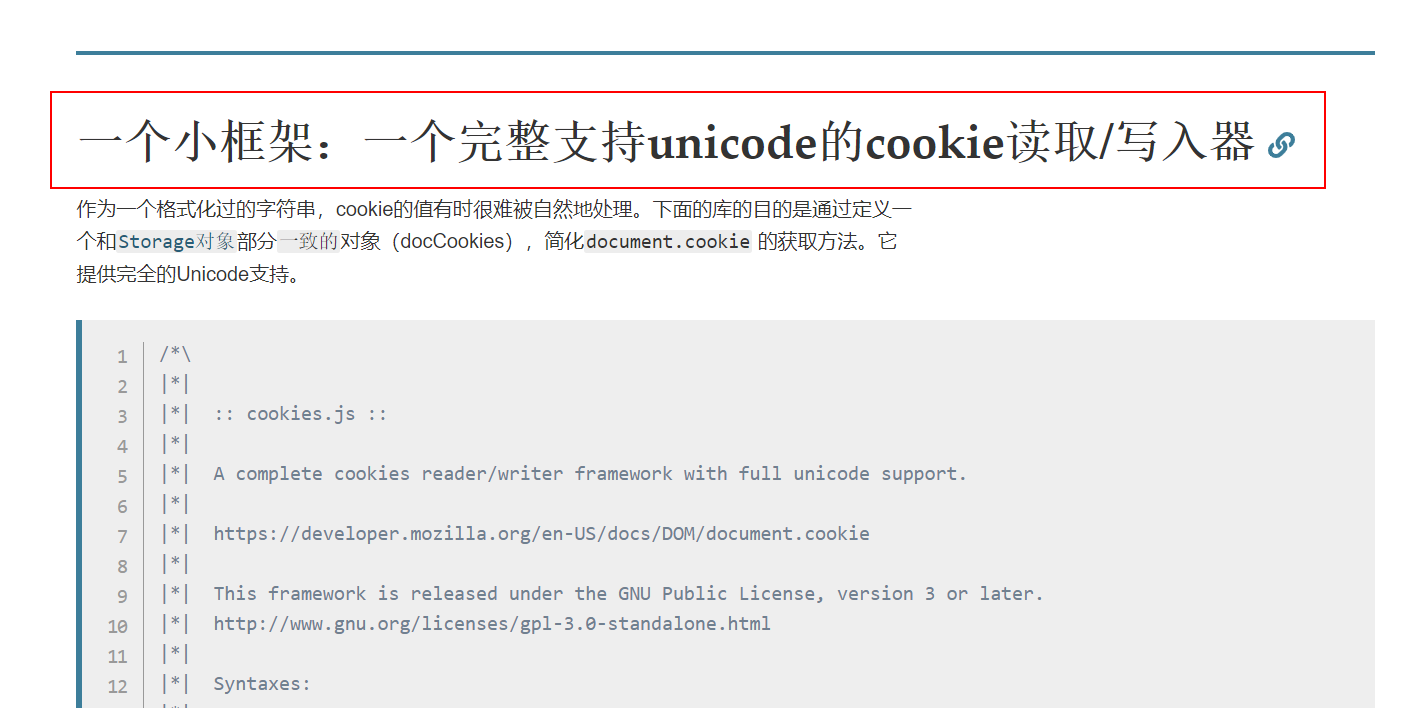 一个小框架：一个完整支持unicode的cookie读取/写入器
作为一个格式化过的字符串，cookie的值有时很难被自然地处理。下面的库的目的是通过定义一
个和Storage对象部分一致的对象（docCookies），简化document.cookie 的获取方法。它
提供完全的Unicode支持。
1 /*\
2 |*|
3 |*|  :: cookies.js ::
4 |*|
5 |*|  A complete cookies reader/writer framework with full unicode support.
6 |*|
7 |*|  https://developer.mozilla.org/en-US/docs/DOM/document.cookie
8 |*|
9 |*|  This framework is released under the GNU Public License, version 3 or later.
10 |*|  http://www.gnu.org/licenses/gpl-3.0-standalone.html
11 |*|
12 |*|  Syntaxes: